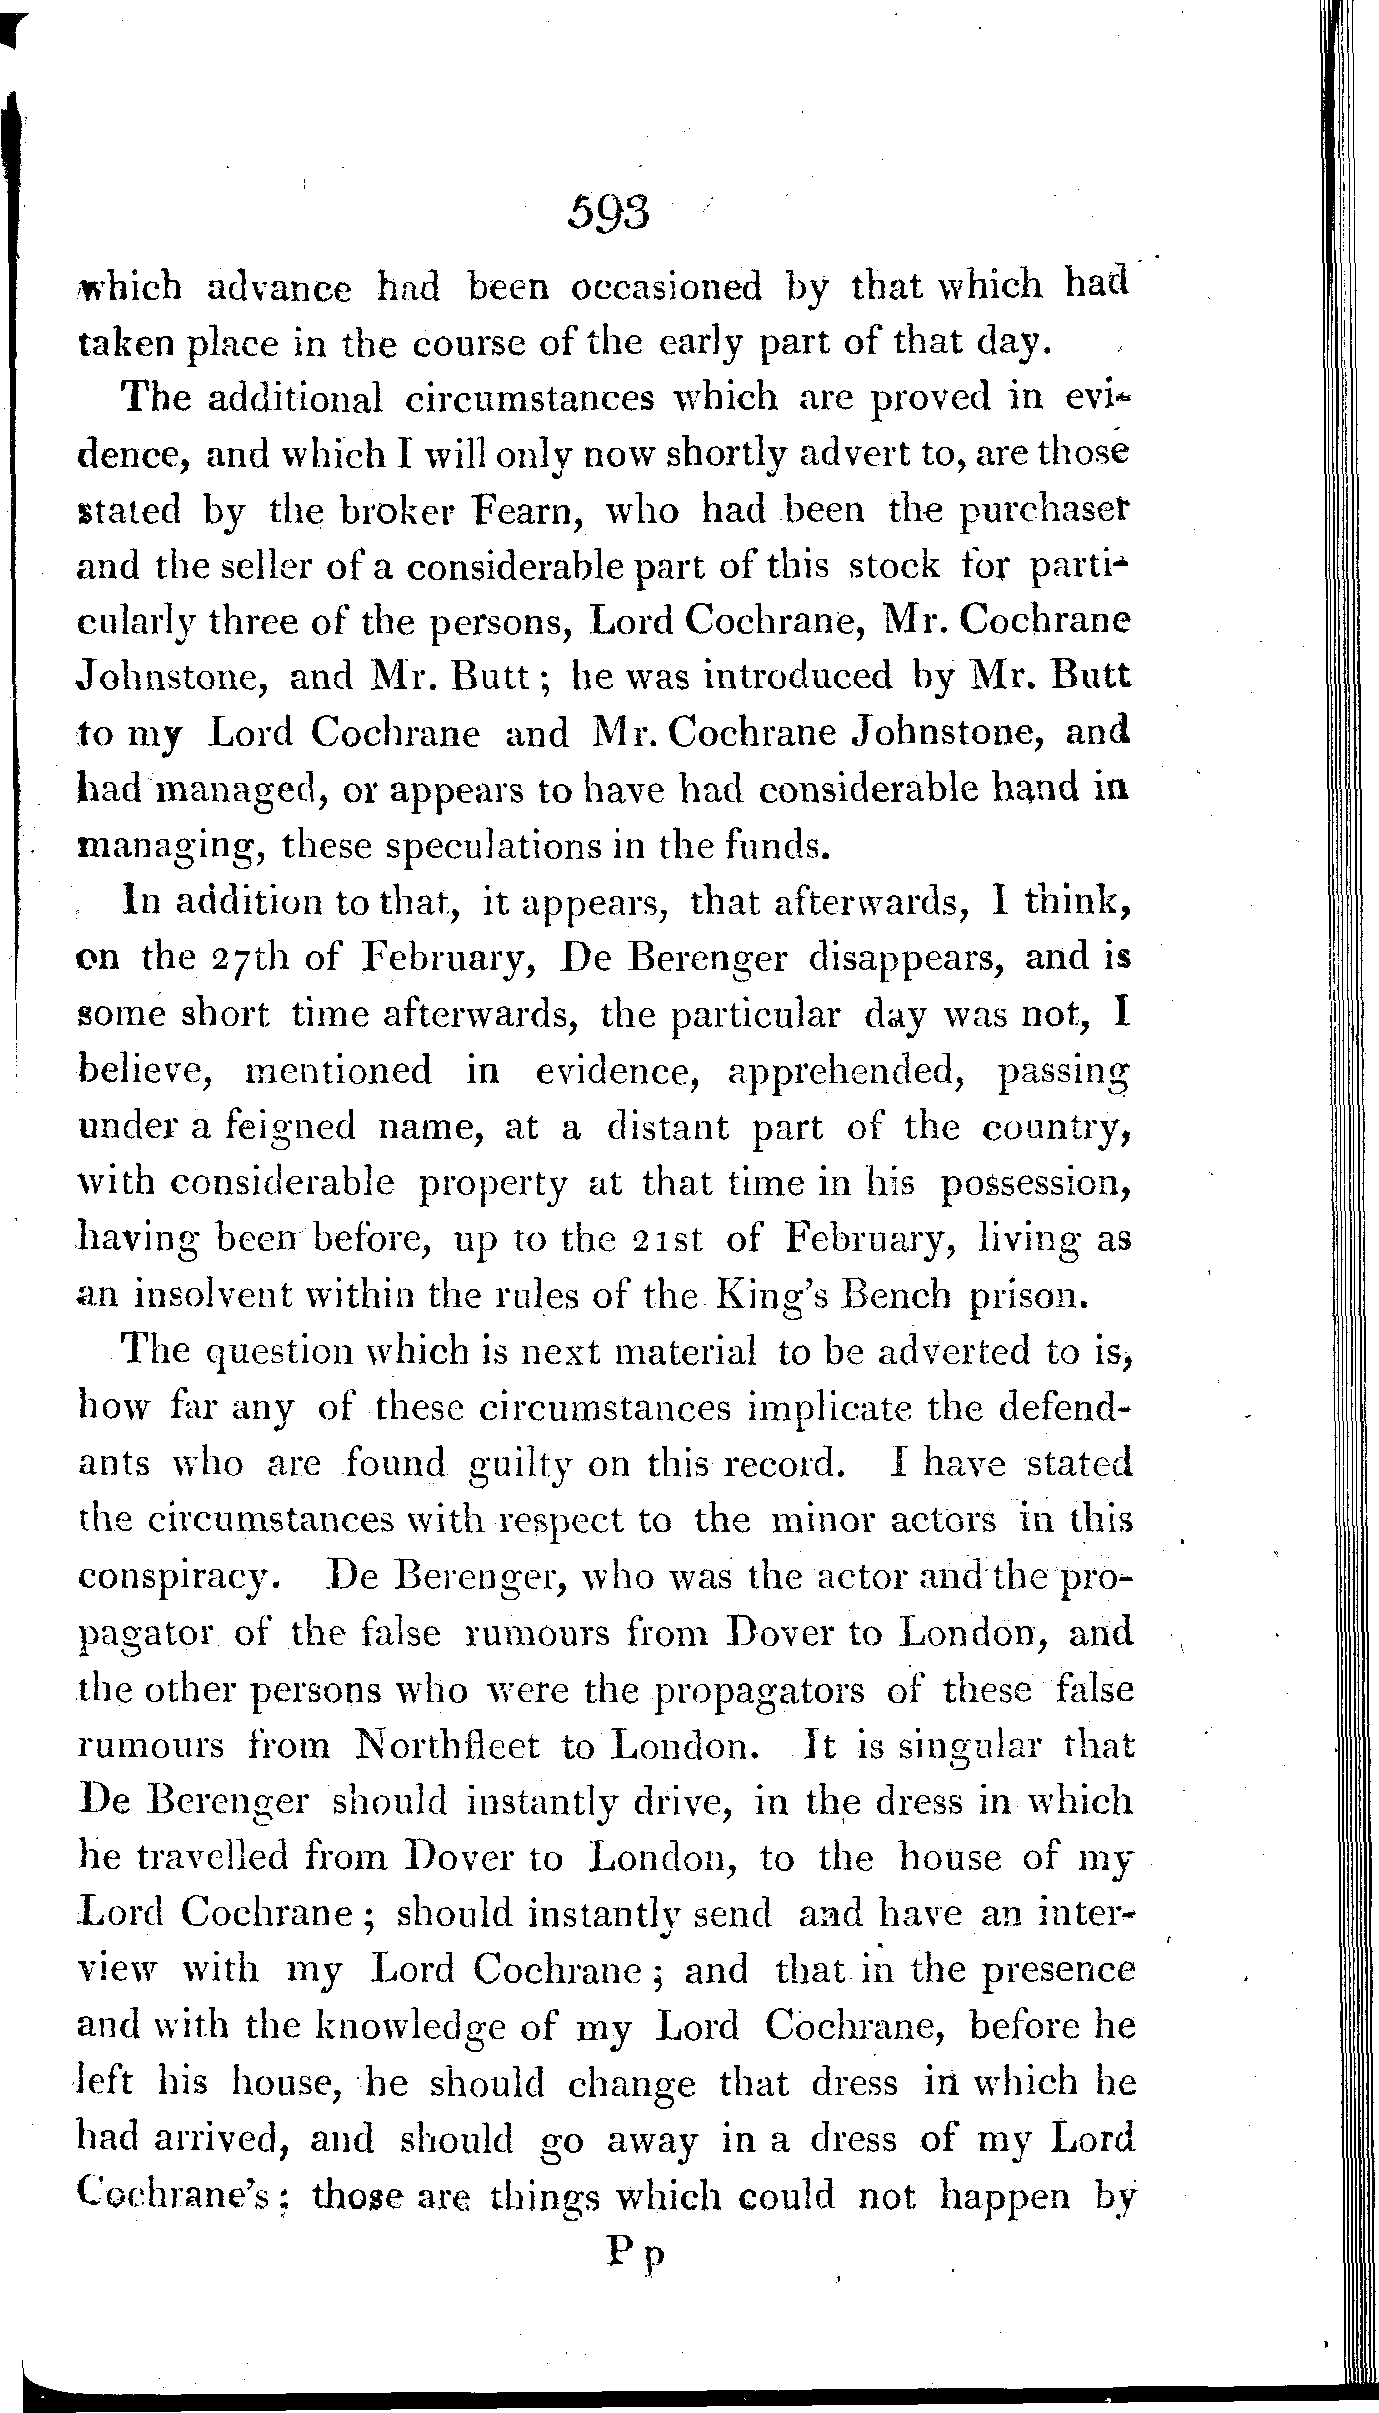 593
which advance had been occasioned by that which had
taken place in the course of the early part of that day.
The additional circumstances which are proved in evi-
dence, and which I will only now shortly advert to, are those
stated by the broker Fearn, who had been the purchaser
and the seller of a considerable part of this stock for parti-
cularly three of the persons, Lord Cochrane, Mr. Cochrane
Johnstone, and Mr. Butt; he was introduced by Mr. Butt
to my Lord Cochrane and Mr. Cochrane Johnstone, and
had managed, or appears to have had considerable hand in
managing, these speculations in the funds.
In addition to that, it appears, that afterwards, I think,
on the 27th of February, De Berenger disappears, and is
some short time afterwards, the particular day was not, I
believe, mentioned in evidence, apprehended, passing
under a feigned name, at a distant part of the country,
with considerable property at that time in his possession,
having been before, up to the 21st of February, living as
an insolvent within the rules of the King's Bench prison.
The question which is next material to be adverted to is,
how far any of these circumstances implicate the defend-
ants who are found guilty on this record. I have stated
the circumstances with respect to the minor actors in this
conspiracy. De Berenger, who was the actor and the pro-
pagator of the false rumours from Dover to London, and
the other persons who were the propagators of these false
rumours from Northfleet to London. It is singular that
De Berenger should instantly drive, in the dress in which
he travelled from Dover to London, to the house of my
Lord Cochrane; should instantly send and have an inter-
view with my Lord Cochrane; and that in the presence
and with the knowledge of my Lord Cochrane, before he
left his house, he should change that dress in which he
had arrived, and should go away in a dress of my Lord
Cochrane's: those are things which could not happen by
P p